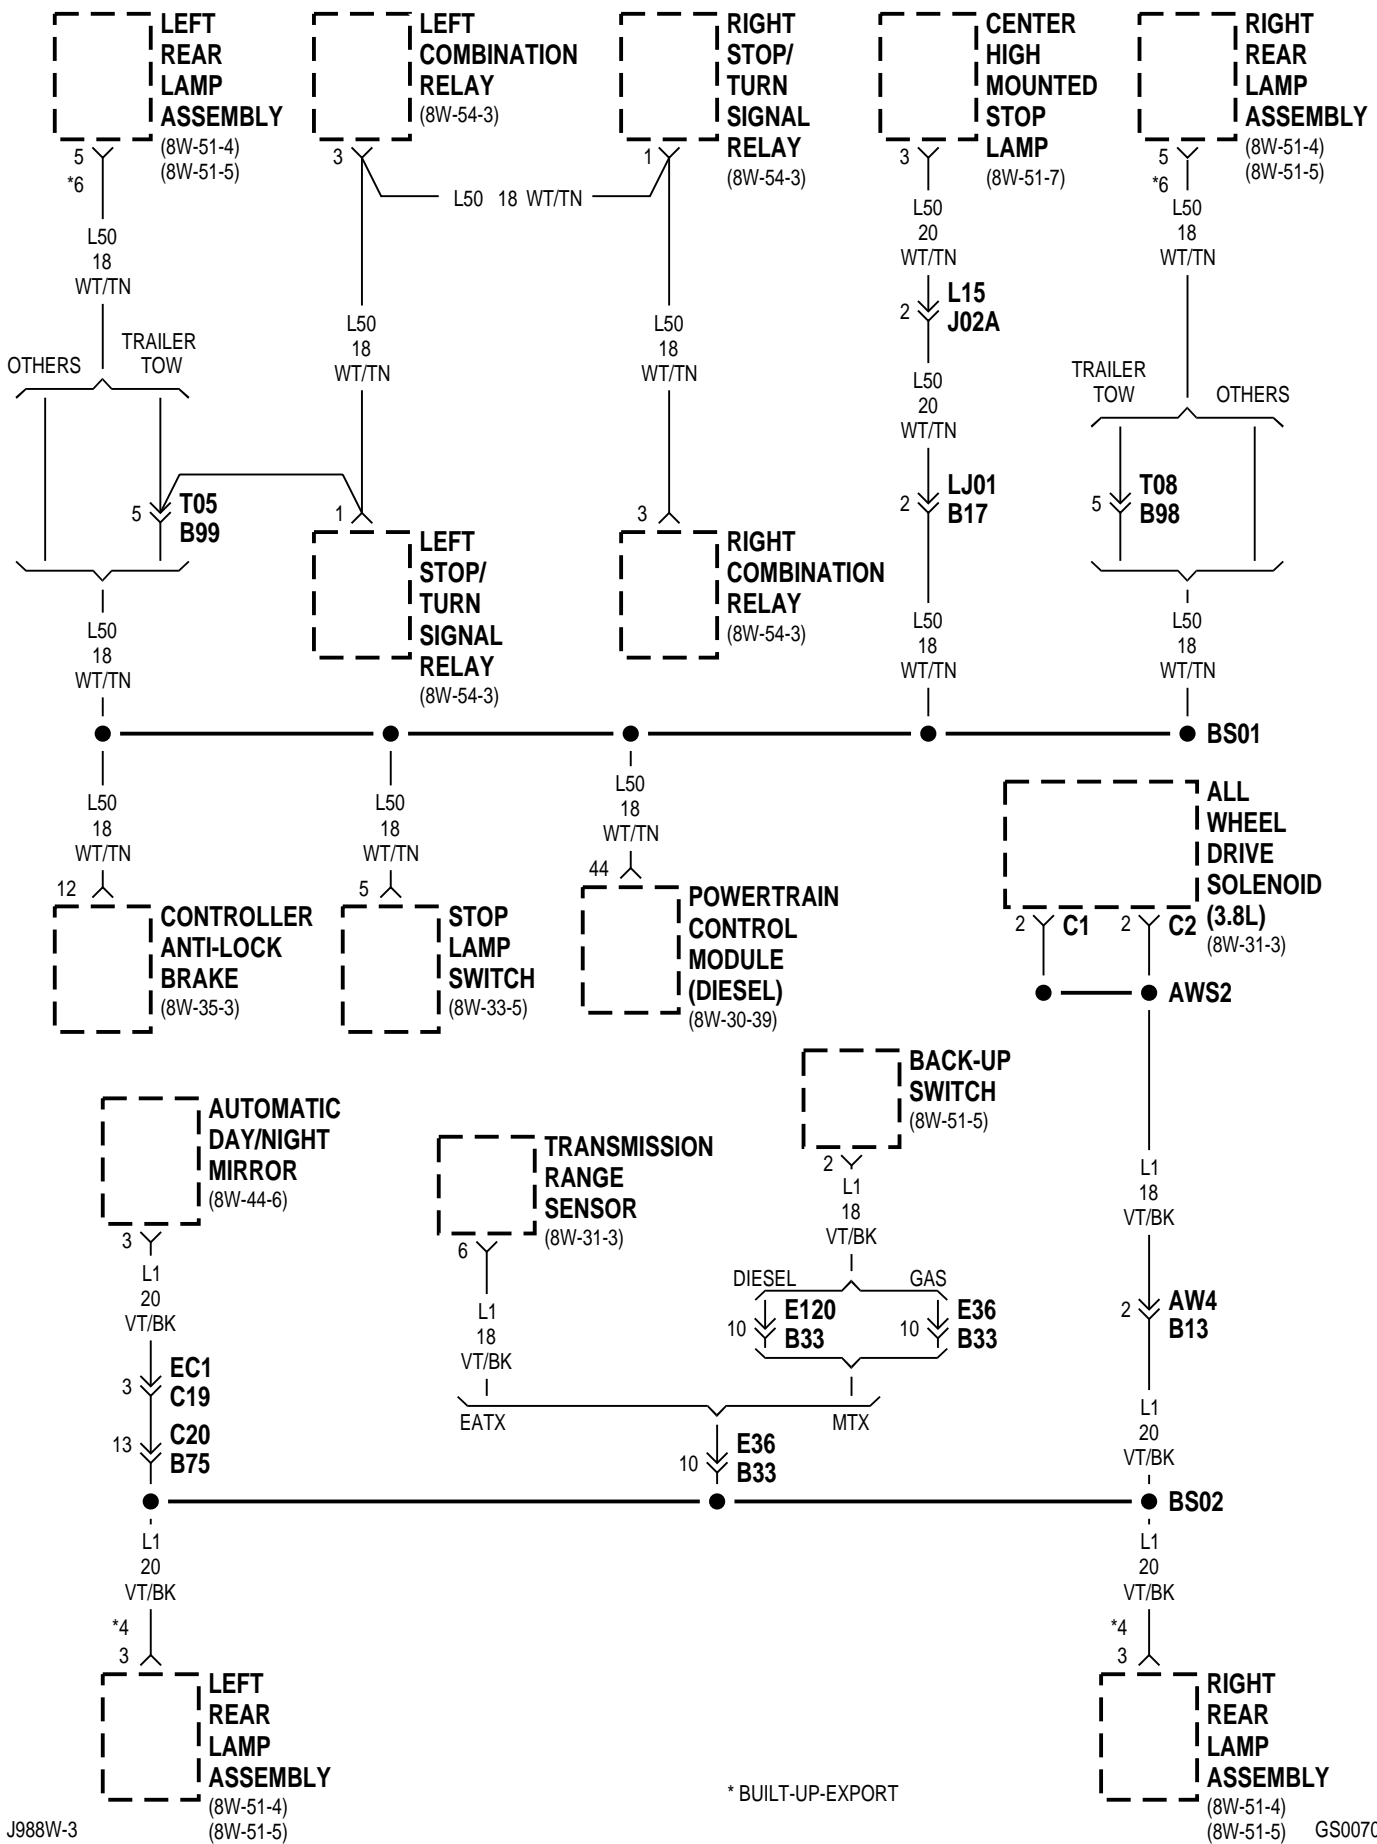 LEFT
REAR
LAMP
ASSEMBLY
(8W-51-4)
(8W-51-5)
5
*6
L50
18
WT/TN
LEFT
COMBINATION
RELAY
(8W-54-3)
3
L50 18 WT/TN
RIGHT
STOP/
TURN
SIGNAL
RELAY
(8W-54-3)
1
CENTER
HIGH
MOUNTED
STOP
LAMP
(8W-51-7)
3
L50
20
WT/TN
2
L15
J02A
L50
20
WT/TN
2
LJ01
B17
L50
18
WT/TN
RIGHT
REAR
LAMP
ASSEMBLY
(8W-51-4)
(8W-51-5)
5
*6
L50
18
WT/TN
OTHERS
TRAILER
TOW
5
T05
B99
L50
18
WT/TN
L50
18
WT/TN
1
LEFT
STOP/
TURN
SIGNAL
RELAY
(8W-54-3)
L50
18
WT/TN
3
RIGHT
COMBINATION
RELAY
(8W-54-3)
TRAILER
TOW
OTHERS
5
T08
B98
L50
18
WT/TN
BS01
L50
18
WT/TN
12
CONTROLLER
ANTI-LOCK
BRAKE
(8W-35-3)
L50
18
WT/TN
5
STOP
LAMP
SWITCH
(8W-33-5)
L50
18
WT/TN
44
POWERTRAIN
CONTROL
MODULE
(DIESEL)
(8W-30-39)
ALL
WHEEL
DRIVE
SOLENOID
(3.8L)
(8W-31-3)
2
C1
2
C2
AWS2
L1
18
VT/BK
2
AW4
B13
L1
20
VT/BK
AUTOMATIC
DAY/NIGHT
MIRROR
(8W-44-6)
3
L1
20
VT/BK
3
EC1
C19
13
C20
B75
TRANSMISSION
RANGE
SENSOR
(8W-31-3)
6
L1
18
VT/BK
EATX
BACK-UP
SWITCH
(8W-51-5)
2
L1
18
VT/BK
DIESEL
GAS
10
E120
B33
10
E36
B33
MTX
10
E36
B33
BS02
L1
20
VT/BK
*4
3
LEFT
REAR
LAMP
ASSEMBLY
(8W-51-4)
(8W-51-5)
L1
20
VT/BK
*4
3
RIGHT
REAR
LAMP
ASSEMBLY
(8W-51-4)
(8W-51-5)
* BUILT-UP-EXPORT
J988W-3
GS0070